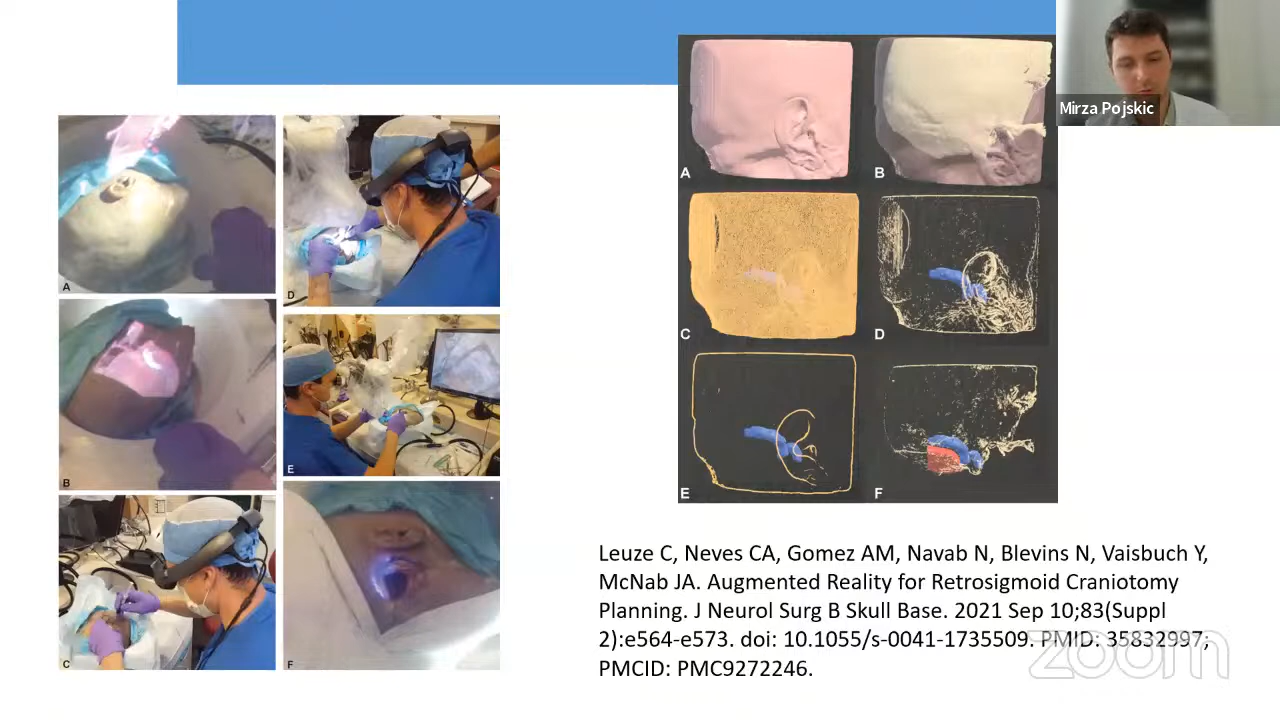 A
B
C
D
E
F
A
B
C
D
E
F
Mirza Pojskic
Leuze C, Neves CA, Gomez AM, Navab N, Blevins N, Vaisbuch Y,
McNab JA. Augmented Reality for Retrosigmoid Craniotomy
Planning. J Neurol Surg B Skull Base. 2021 Sep 10;83(Suppl
2):e564-e573. doi: 10.1055/s-0041-1735509. PMID: 35832997;
PMCID: PMC9272246.
zoom